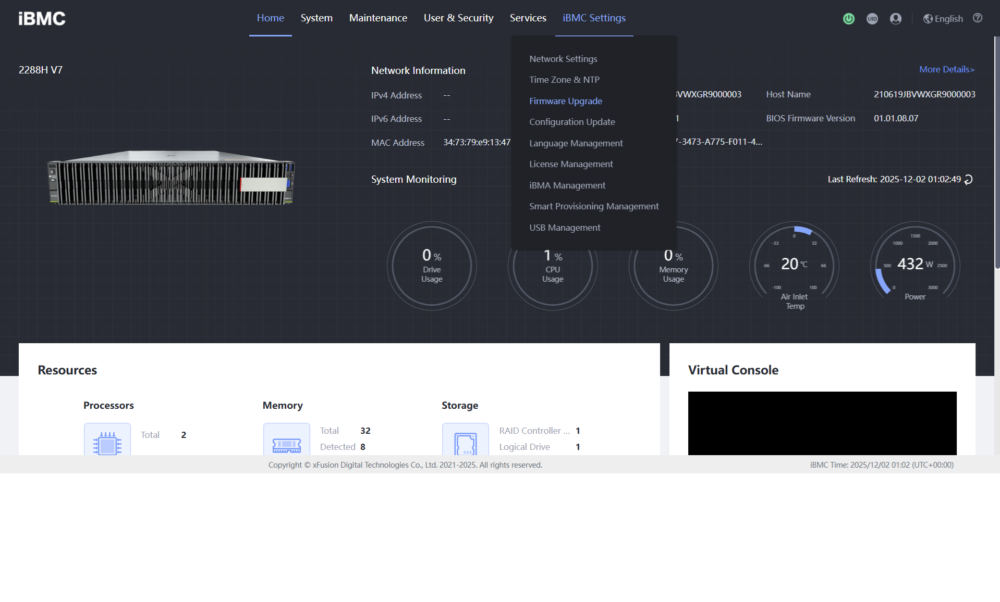 iBMC
Home System Maintenance User & Security Services iBMC Settings
UID
English
Network Settings
Time Zone & NTP
Firmware Upgrade
Configuration Update
Language Management
License Management
iBMA Management
Smart Provisioning Management
USB Management
2288H V7
Network Information
More Details>
IPv4 Address --
VWXGR9000003
Host Name 210619JBVWXGR9000003
IPv6 Address --
1
BIOS Firmware Version 01.01.08.07
MAC Address 34:73:79:e9:13:47
-3473-A775-F011-4...
System Monitoring
Last Refresh: 2025-12-02 01:02:49
0 %
Drive
Usage
1 %
CPU
Usage
0 %
Memory
Usage
-100 -66 -33 0 33 66 100
20 ℃
Air Inlet
Temp
0 500 1000 1500 2000 2500 3000
432 W
Power
Resources
Processors
Total 2
Memory
Total 32
Detected 8
Storage
RAID Controller ... 1
Logical Drive 1
Virtual Console
Copyright © xFusion Digital Technologies Co., Ltd. 2021-2025. All rights reserved.
iBMC Time: 2025/12/02 01:02 (UTC+00:00)